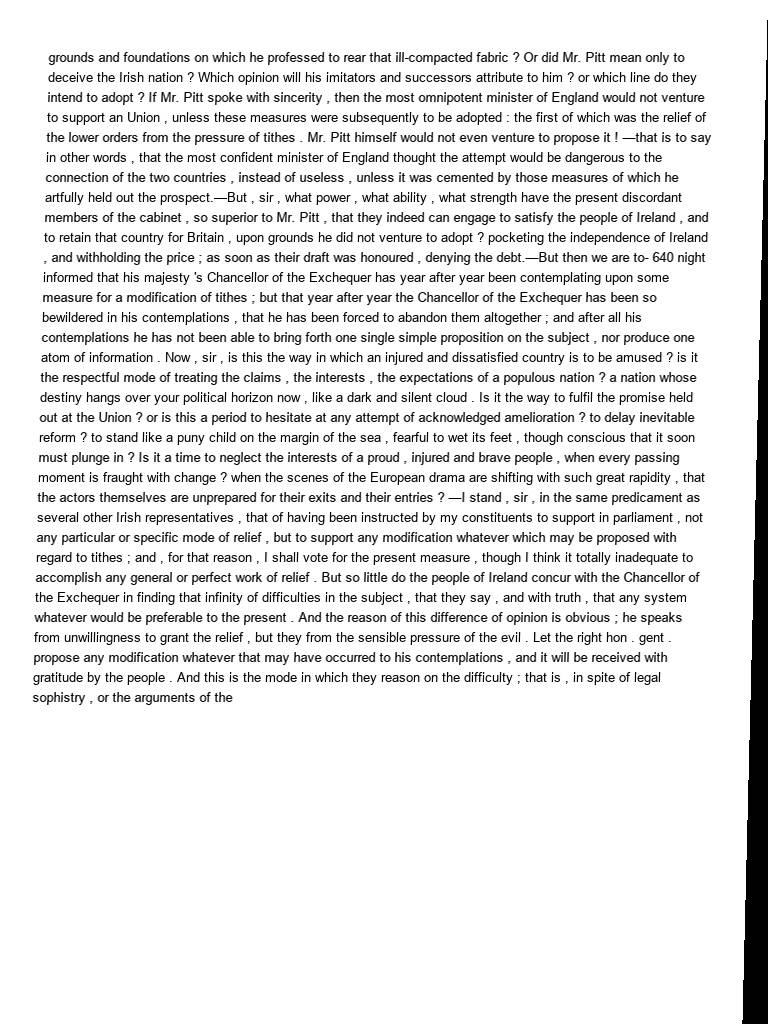 grounds and foundations on which he professed to rear that ill-compacted fabric ? Or did Mr. Pitt mean only to
deceive the Irish nation ? Which opinion will his imitators and successors attribute to him ? or which line do they
intend to adopt ? If Mr. Pitt spoke with sincerity , then the most omnipotent minister of England would not venture
to support an Union , unless these measures were subsequently to be adopted : the first of which was the relief of
the lower orders from the pressure of tithes . Mr. Pitt himself would not even venture to propose it ! —that is to say
in other words , that the most confident minister of England thought the attempt would be dangerous to the
connection of the two countries , instead of useless , unless it was cemented by those measures of which he
artfully held out the prospect.—But , sir , what power , what ability , what strength have the present discordant
members of the cabinet , so superior to Mr. Pitt , that they indeed can engage to satisfy the people of Ireland , and
to retain that country for Britain , upon grounds he did not venture to adopt ? pocketing the independence of Ireland
, and withholding the price ; as soon as their draft was honoured , denying the debt.—But then we are to- 640 night
informed that his majesty 's Chancellor of the Exchequer has year after year been contemplating upon some
measure for a modification of tithes ; but that year after year the Chancellor of the Exchequer has been so
bewildered in his contemplations , that he has been forced to abandon them altogether ; and after all his
contemplations he has not been able to bring forth one single simple proposition on the subject , nor produce one
atom of information . Now , sir , is this the way in which an injured and dissatisfied country is to be amused ? is it
the respectful mode of treating the claims , the interests , the expectations of a populous nation ? a nation whose
destiny hangs over your political horizon now , like a dark and silent cloud . Is it the way to fulfil the promise held
out at the Union ? or is this a period to hesitate at any attempt of acknowledged amelioration ? to delay inevitable
reform ? to stand like a puny child on the margin of the sea , fearful to wet its feet , though conscious that it soon
must plunge in ? Is it a time to neglect the interests of a proud , injured and brave people , when every passing
moment is fraught with change ? when the scenes of the European drama are shifting with such great rapidity , that
the actors themselves are unprepared for their exits and their entries ? —I stand , sir , in the same predicament as
several other Irish representatives , that of having been instructed by my constituents to support in parliament , not
any particular or specific mode of relief , but to support any modification whatever which may be proposed with
regard to tithes ; and , for that reason , I shall vote for the present measure , though I think it totally inadequate to
accomplish any general or perfect work of relief . But so little do the people of Ireland concur with the Chancellor of
the Exchequer in finding that infinity of difficulties in the subject , that they say , and with truth , that any system
whatever would be preferable to the present . And the reason of this difference of opinion is obvious ; he speaks
from unwillingness to grant the relief , but they from the sensible pressure of the evil . Let the right hon . gent .
propose any modification whatever that may have occurred to his contemplations , and it will be received with
gratitude by the people . And this is the mode in which they reason on the difficulty ; that is , in spite of legal
sophistry , or the arguments of the